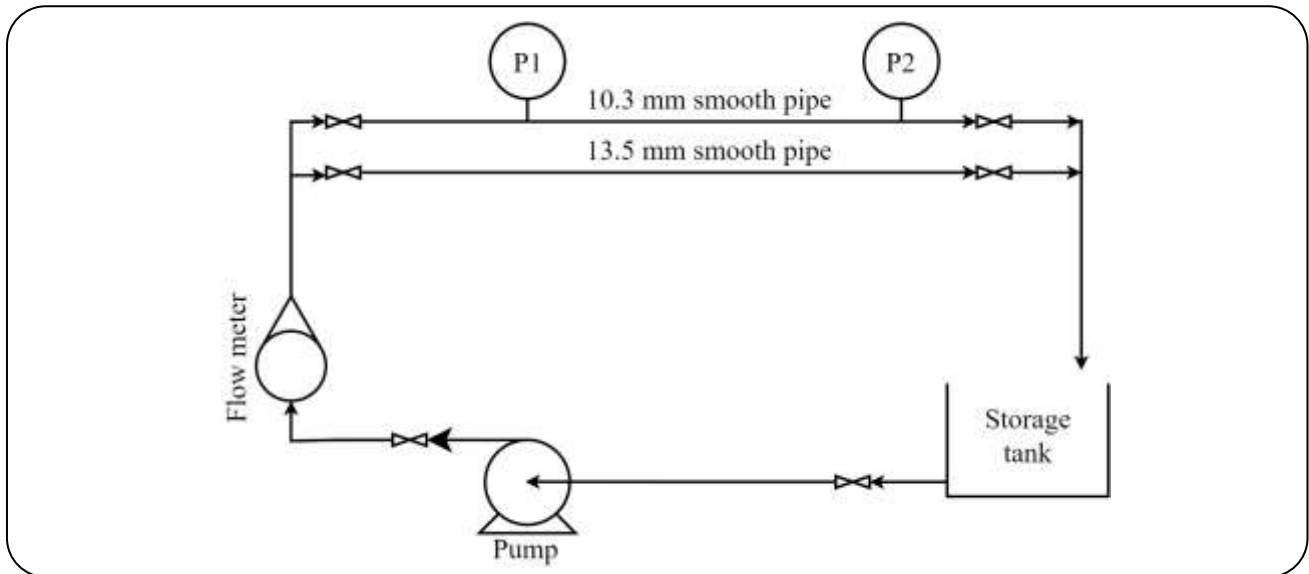 P1
P2
10.3 mm smooth pipe
13.5 mm smooth pipe
Flow meter
Storage
tank
Pump